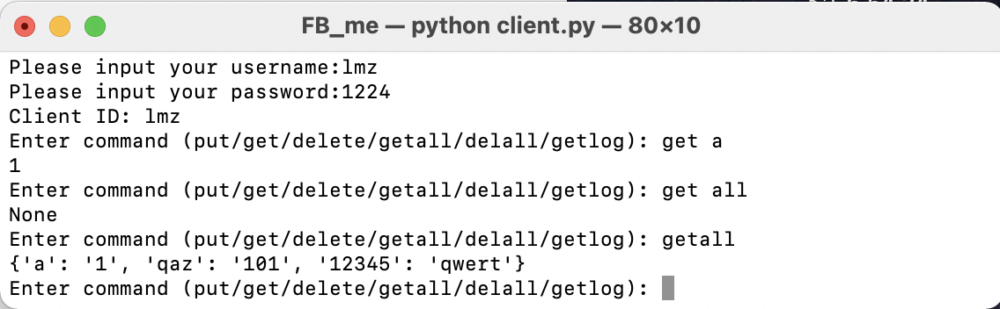 FB_me — python client.py — 80×10
Please input your username:lmz
Please input your password:1224
Client ID: lmz
Enter command (put/get/delete/getall/delall/getlog): get a
1
Enter command (put/get/delete/getall/delall/getlog): get all
None
Enter command (put/get/delete/getall/delall/getlog): getall
{'a': '1', 'qaz': '101', '12345': 'qwert'}
Enter command (put/get/delete/getall/delall/getlog):